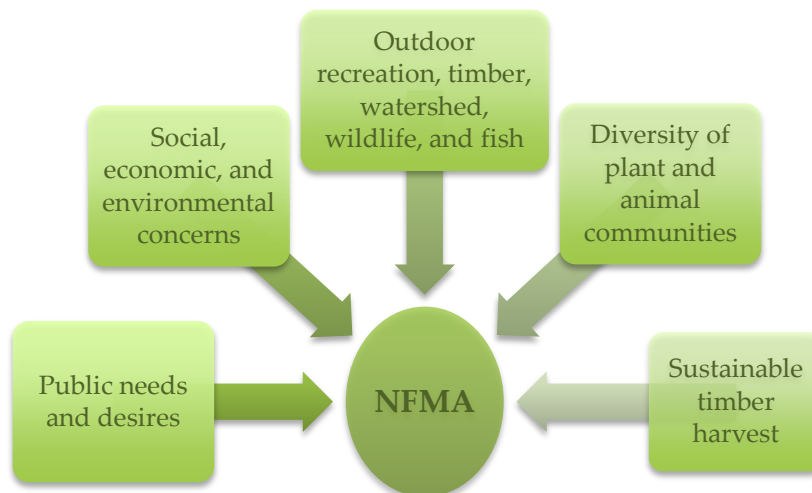 Outdoor
recreation, timber,
watershed,
wildlife, and fish
Social,
economic, and
environmental
concerns
Diversity of
plant and
animal
communities
Public needs
and desires
NFMA
Sustainable
timber
harvest